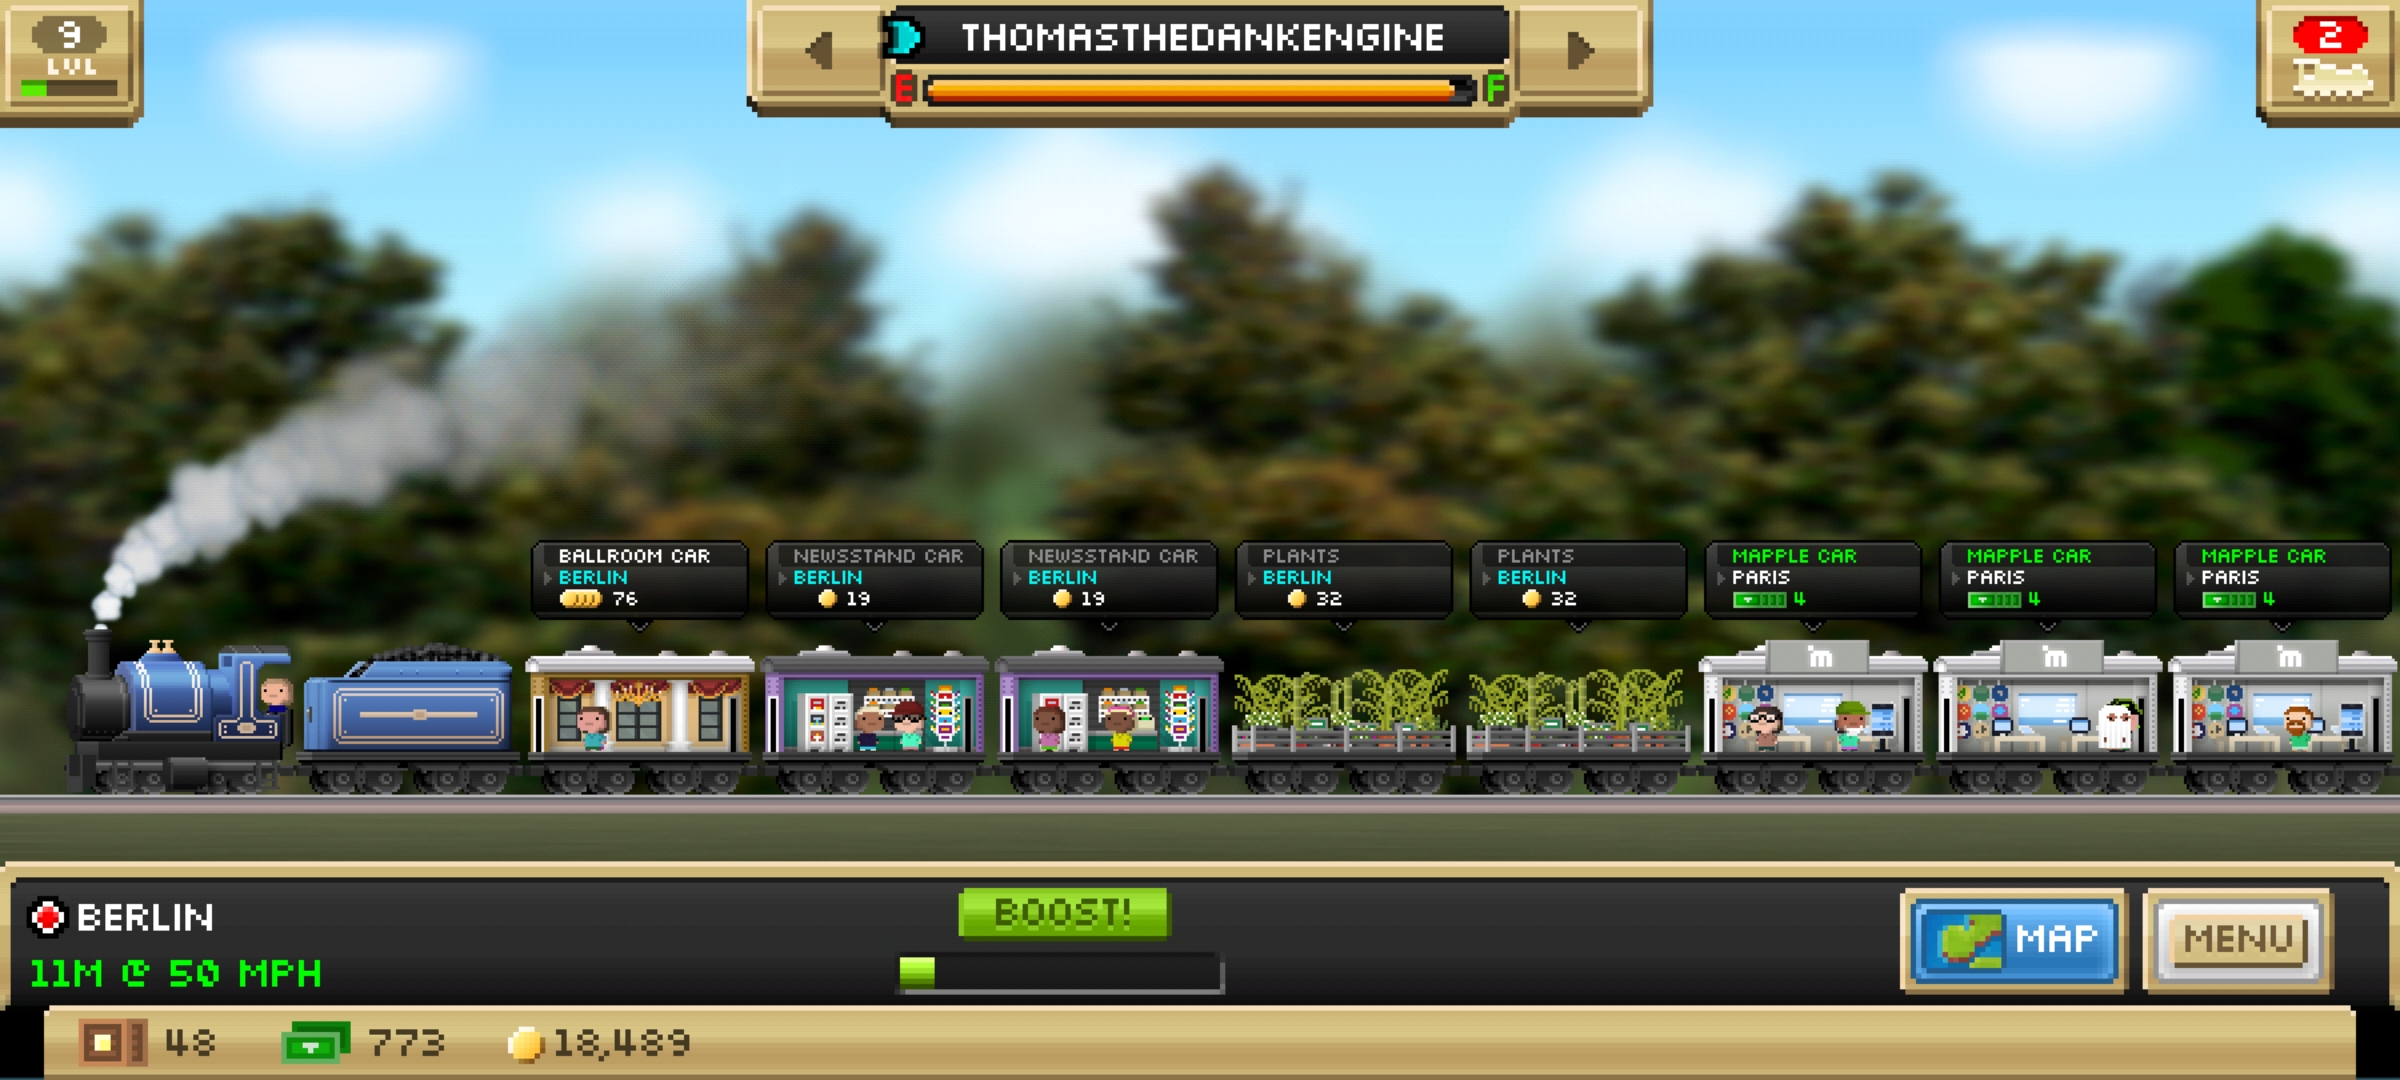 9
LVL
THOMASTHEDANKENGINE
E F
2
BALLROOM CAR
BERLIN
76
NEWSSTAND CAR
BERLIN
19
NEWSSTAND CAR
BERLIN
19
PLANTS
BERLIN
32
PLANTS
BERLIN
32
MAPPLE CAR
PARIS
4
MAPPLE CAR
PARIS
4
MAPPLE CAR
PARIS
4
m
m
m
BERLIN
11M @ 50 MPH
BOOST!
MAP
MENU
48
773
18,489